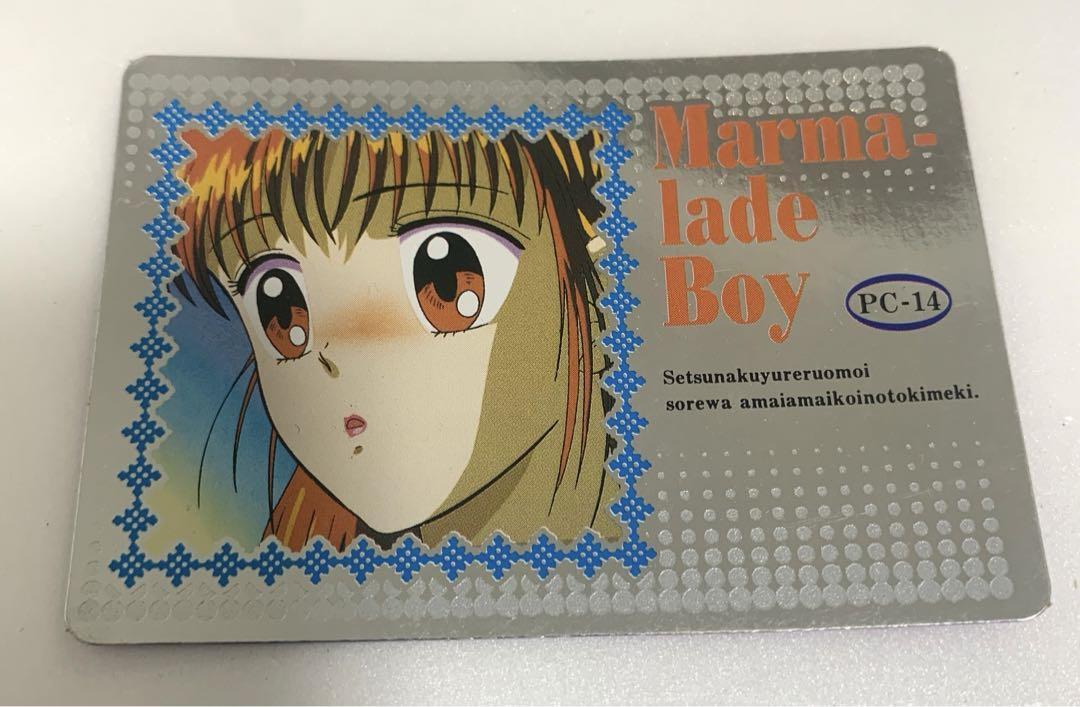 Marma-
lade
Boy
PC-14
Setsunakuyureruomoi
sorewa amaiamaikoinotokimeki.